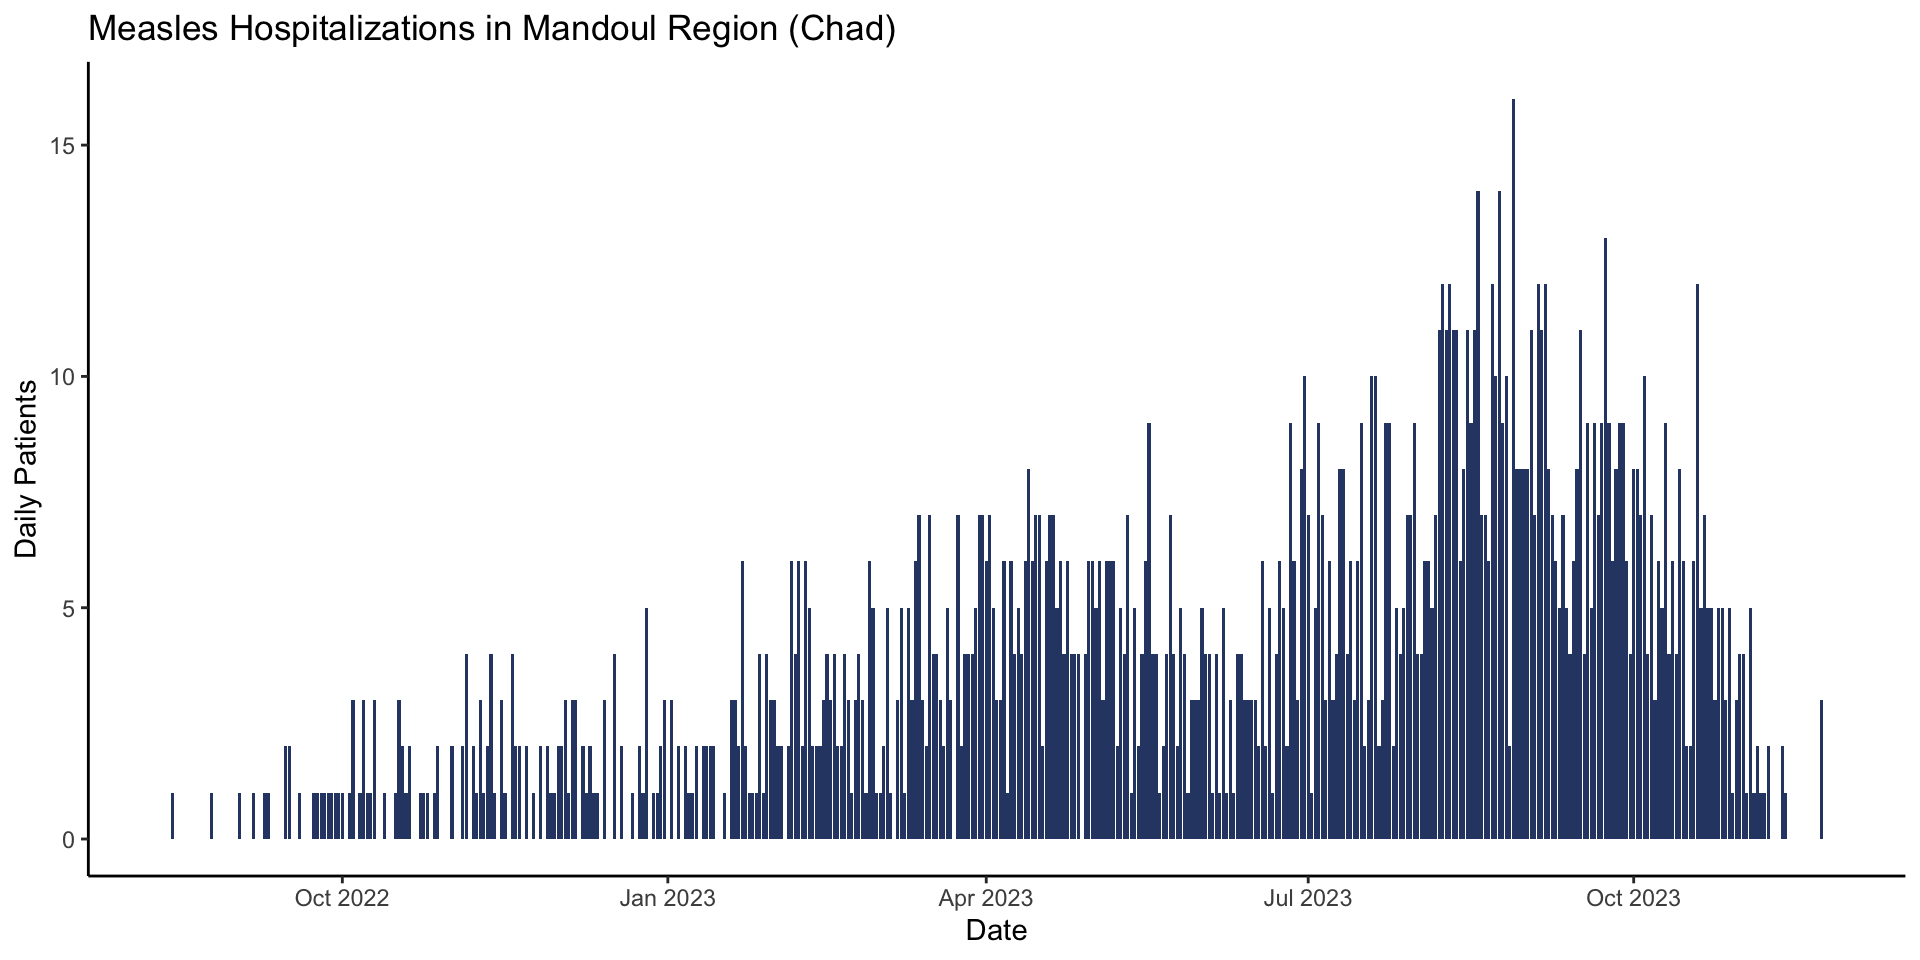 Measles Hospitalizations in Mandoul Region (Chad)
15
10
5
0
Daily Patients
Oct 2022
Jan 2023
Apr 2023
Jul 2023
Oct 2023
Date